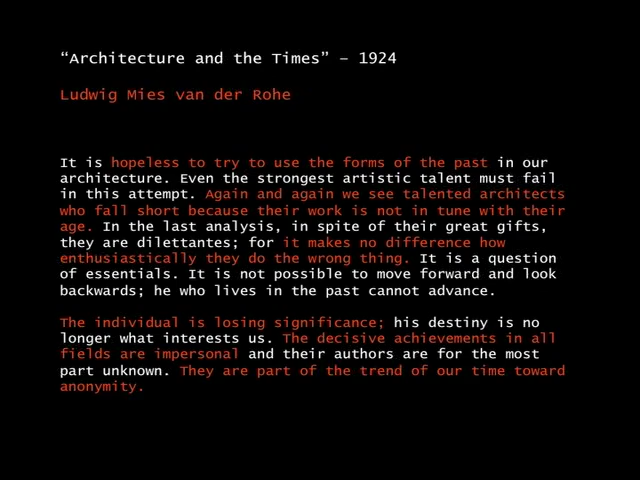 “Architecture and the Times” – 1924
Ludwig Mies van der Rohe
It is hopeless to try to use the forms of the past in our
architecture. Even the strongest artistic talent must fail
in this attempt. Again and again we see talented architects
who fall short because their work is not in tune with their
age. In the last analysis, in spite of their great gifts,
they are dilettantes; for it makes no difference how
enthusiastically they do the wrong thing. It is a question
of essentials. It is not possible to move forward and look
backwards; he who lives in the past cannot advance.
The individual is losing significance; his destiny is no
longer what interests us. The decisive achievements in all
fields are impersonal and their authors are for the most
part unknown. They are part of the trend of our time toward
anonymity.